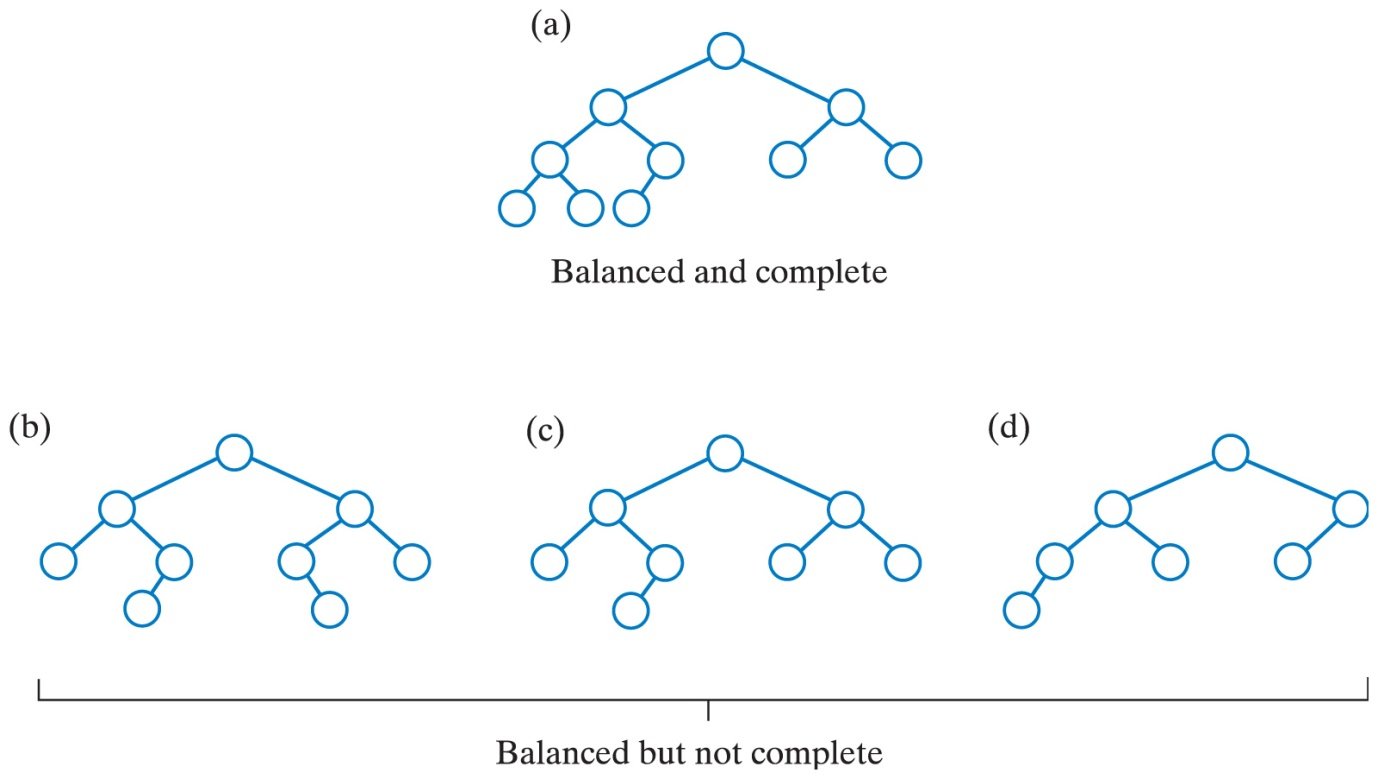 (a)
Balanced and complete
(b)
(c)
(d)
Balanced but not complete